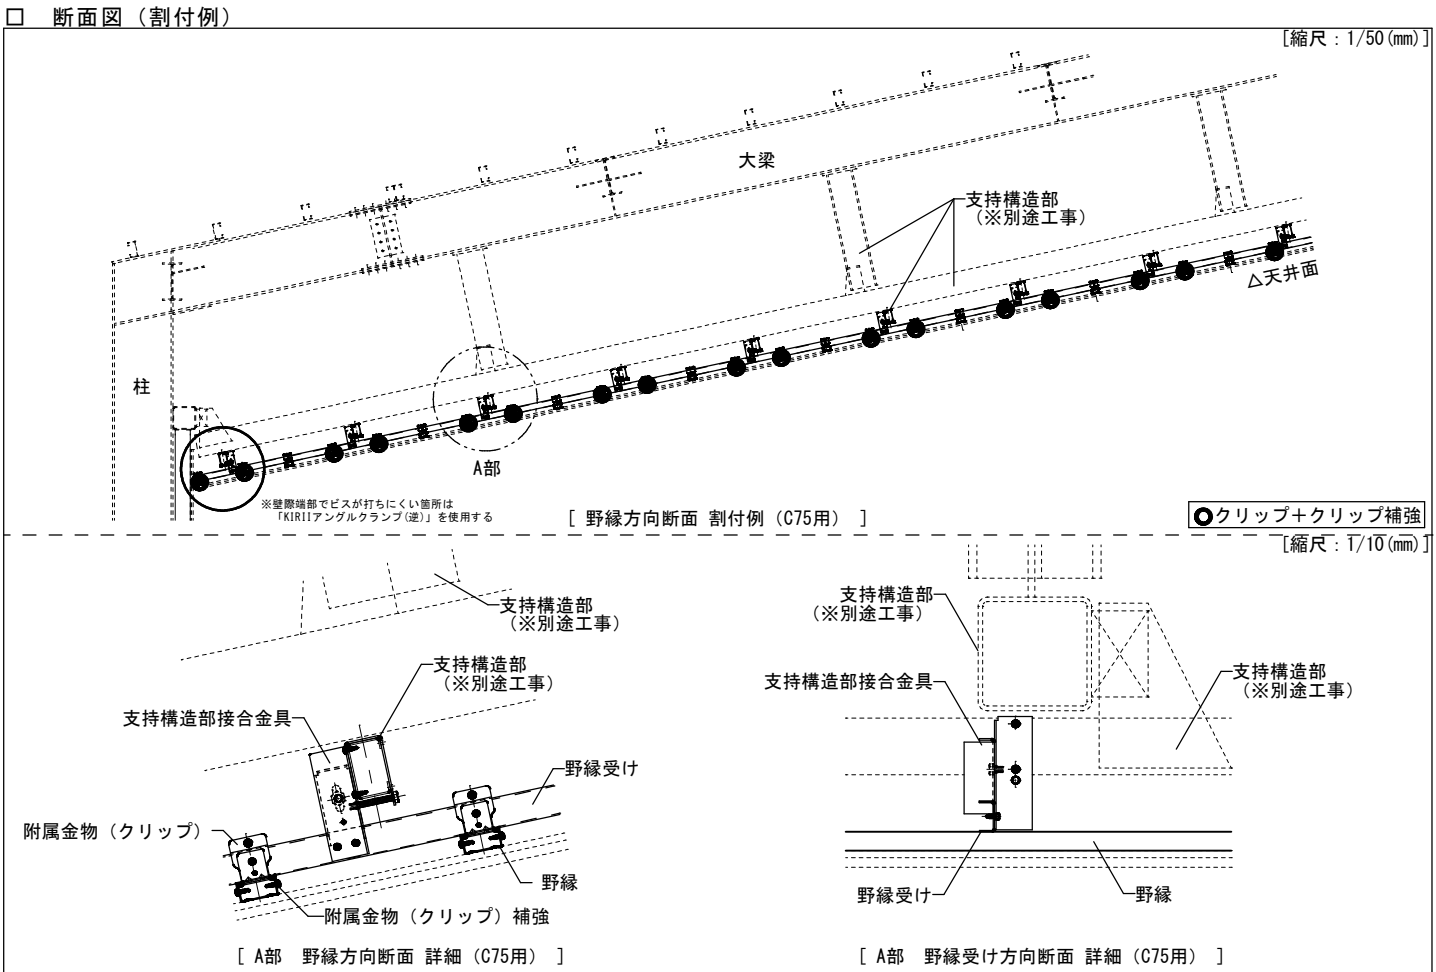 □ 断面図（割付例）
[縮尺：1/50(mm)]
大梁
支持構造部
（※別途工事）
△天井面
柱
A部
※壁際端部でビスが打ちにくい箇所は
「KIRIIアングルクランプ(逆)」を使用する
[ 野縁方向断面 割付例（C75用） ]
クリップ＋クリップ補強
[縮尺：1/10(mm)]
支持構造部
（※別途工事）
支持構造部
（※別途工事）
支持構造部接合金具
野縁受け
附属金物（クリップ）
野縁
附属金物（クリップ）補強
[ A部 野縁方向断面 詳細（C75用） ]
支持構造部
（※別途工事）
支持構造部接合金具
支持構造部
（※別途工事）
野縁受け
野縁
[ A部 野縁受け方向断面 詳細（C75用） ]